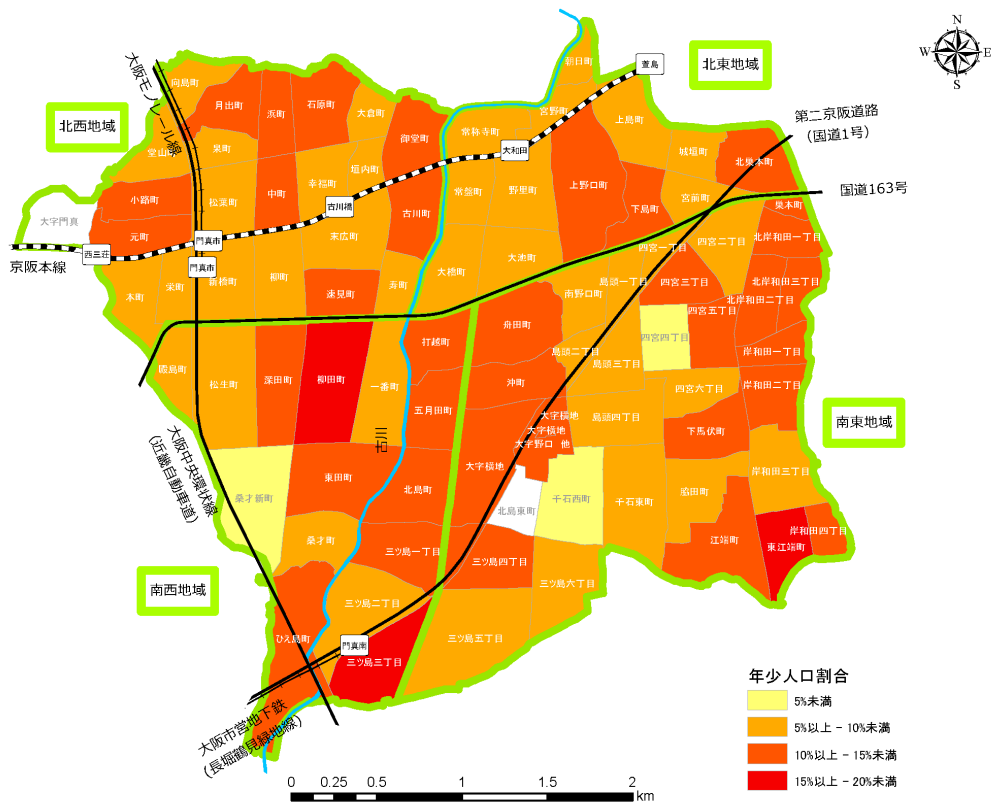 N
W E
S
北東地域
北西地域
南東地域
南西地域
大阪モノレール線
第二京阪道路
(国道1号)
国道163号
京阪本線
大阪中央環状線
(近畿自動車道)
古川
大阪市営地下鉄
(長堀鶴見緑地線)
萱島
大和田
古川橋
門真市
門真市
西三荘
門真南
向島町
月出町
浜町
石原町
大倉町
御堂町
常称寺町
宮野町
朝日町
上島町
城垣町
北巣本町
堂山町
泉町
中町
幸福町
垣内町
古川町
常盤町
野里町
上野口町
下島町
宮前町
巣本町
大字門真
小路町
元町
松葉町
末広町
大橋町
大池町
四宮一丁目
四宮二丁目
北岸和田一丁目
本町
栄町
新橋町
柳町
速見町
寿町
南野口町
島頭一丁目
四宮三丁目
北岸和田三丁目
北岸和田二丁目
四宮五丁目
舟田町
打越町
四宮四丁目
島頭二丁目
島頭三丁目
岸和田一丁目
殿島町
松生町
深田町
柳田町
一番町
五月田町
沖町
四宮六丁目
岸和田二丁目
大字横地
大字横地
大字野口 他
島頭四丁目
下馬伏町
大字横地
桑才新町
東田町
北島町
北島東町
千石西町
千石東町
脇田町
岸和田三丁目
桑才町
三ツ島一丁目
三ツ島四丁目
三ツ島六丁目
江端町
東江端町
岸和田四丁目
三ツ島二丁目
ひえ島町
三ツ島三丁目
三ツ島五丁目
年少人口割合
5%未満
5%以上 - 10%未満
10%以上 - 15%未満
15%以上 - 20%未満
0 0.25 0.5 1 1.5 2
km